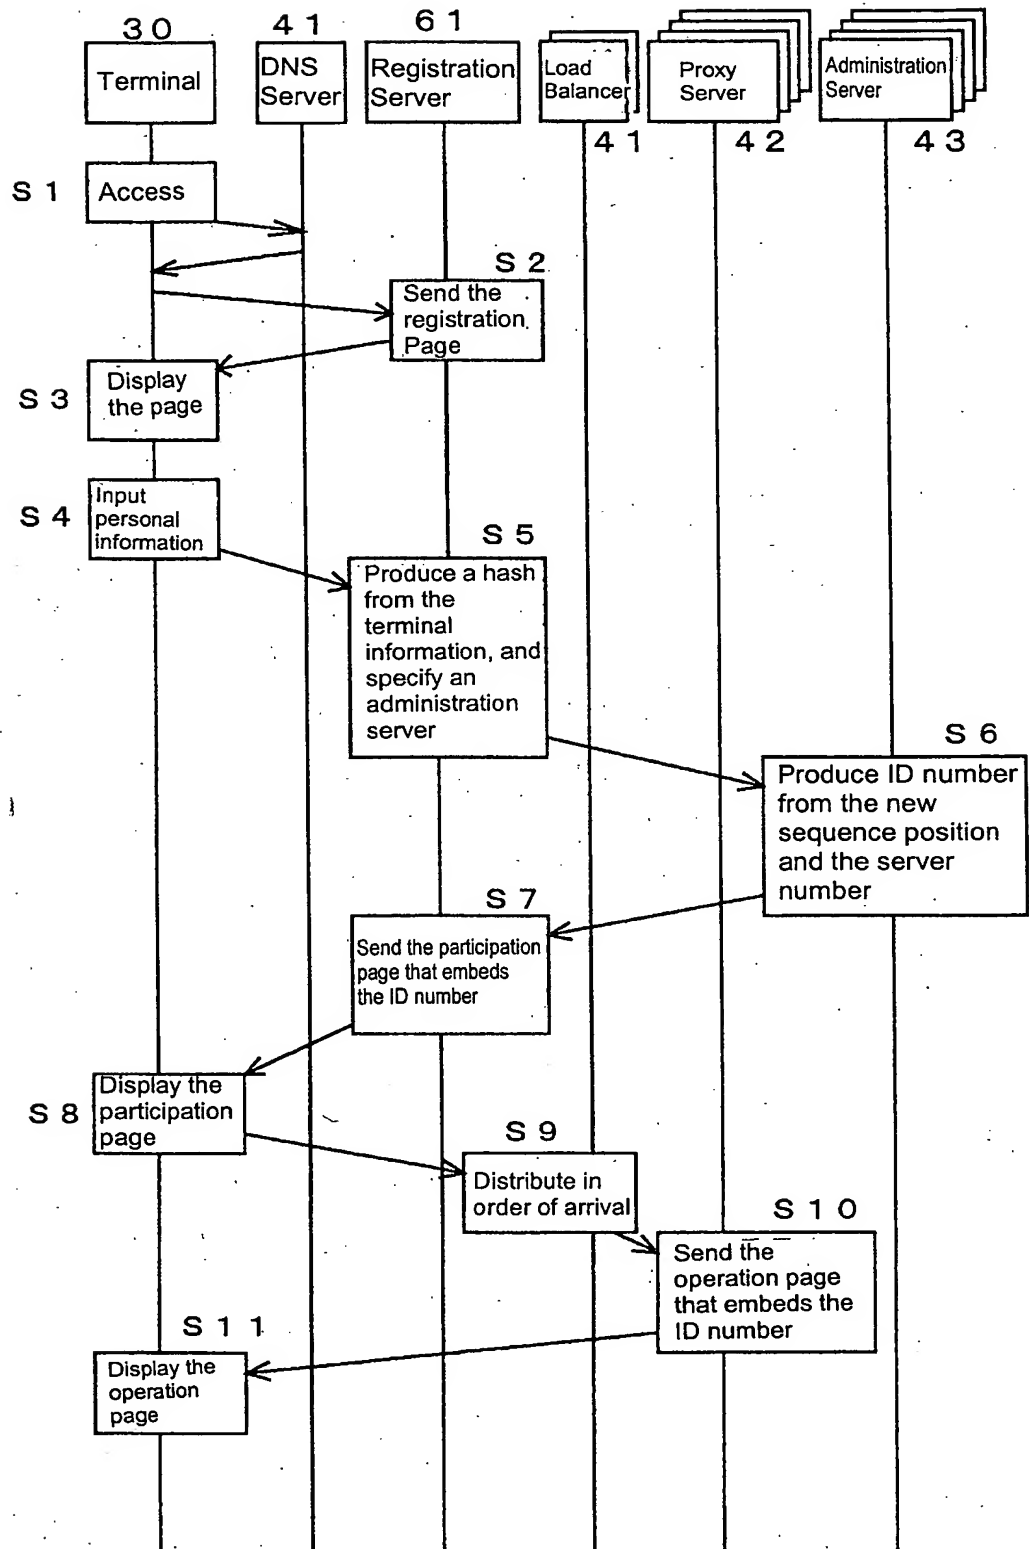 30
41
61
Terminal
DNS
Server
Registration
Server
Load
Balancer
Proxy
Server
Administration
Server
41
42
43
S1
Access
S2
Send the
registration
Page
S3
Display
the page
S4
Input
personal
information
S5
Produce a hash
from the
terminal
information, and
specify an
administration
server
S6
Produce ID number
from the new
sequence position
and the server
number
S7
Send the participation
page that embeds
the ID number
S8
Display the
participation
page
S9
Distribute in
order of arrival
S10
Send the
operation page
that embeds the
ID number
S11
Display the
operation
page